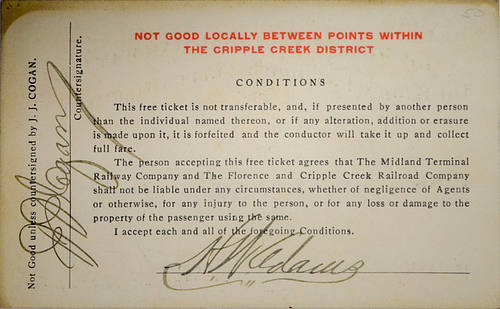 NOT GOOD LOCALLY BETWEEN POINTS WITHIN
THE CRIPPLE CREEK DISTRICT
CONDITIONS
This free ticket is not transferable, and, if presented by another person
than the individual named thereon, or if any alteration, addition or erasure
is made upon it, it is forfeited and the conductor will take it up and collect
full fare.
The person accepting this free ticket agrees that The Midland Terminal
Railway Company and The Florence and Cripple Creek Railroad Company
shall not be liable under any circumstances, whether of negligence of Agents
or otherwise, for any injury to the person, or for any loss or damage to the
property of the passenger using the same.
I accept each and all of the foregoing Conditions.
Not Good unless countersigned by J. J. COGAN.
JJCogan
Countersignature.
50